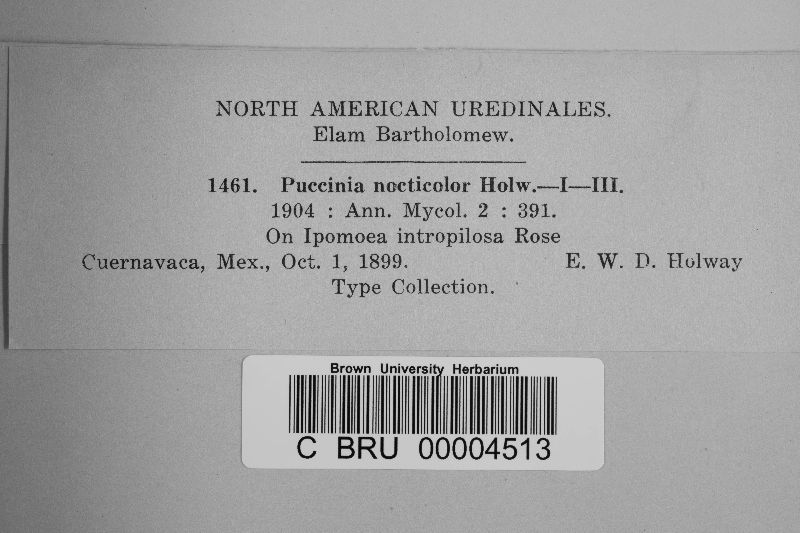 NORTH AMERICAN UREDINALES.
Elam Bartholomew.
1461. Puccinia nocticolor Holw.—I—III.
1904 : Ann. Mycol. 2 : 391.
On Ipomoea intropilosa Rose
Cuernavaca, Mex., Oct. 1, 1899. E. W. D. Holway
Type Collection.
Brown University Herbarium
C BRU 00004513